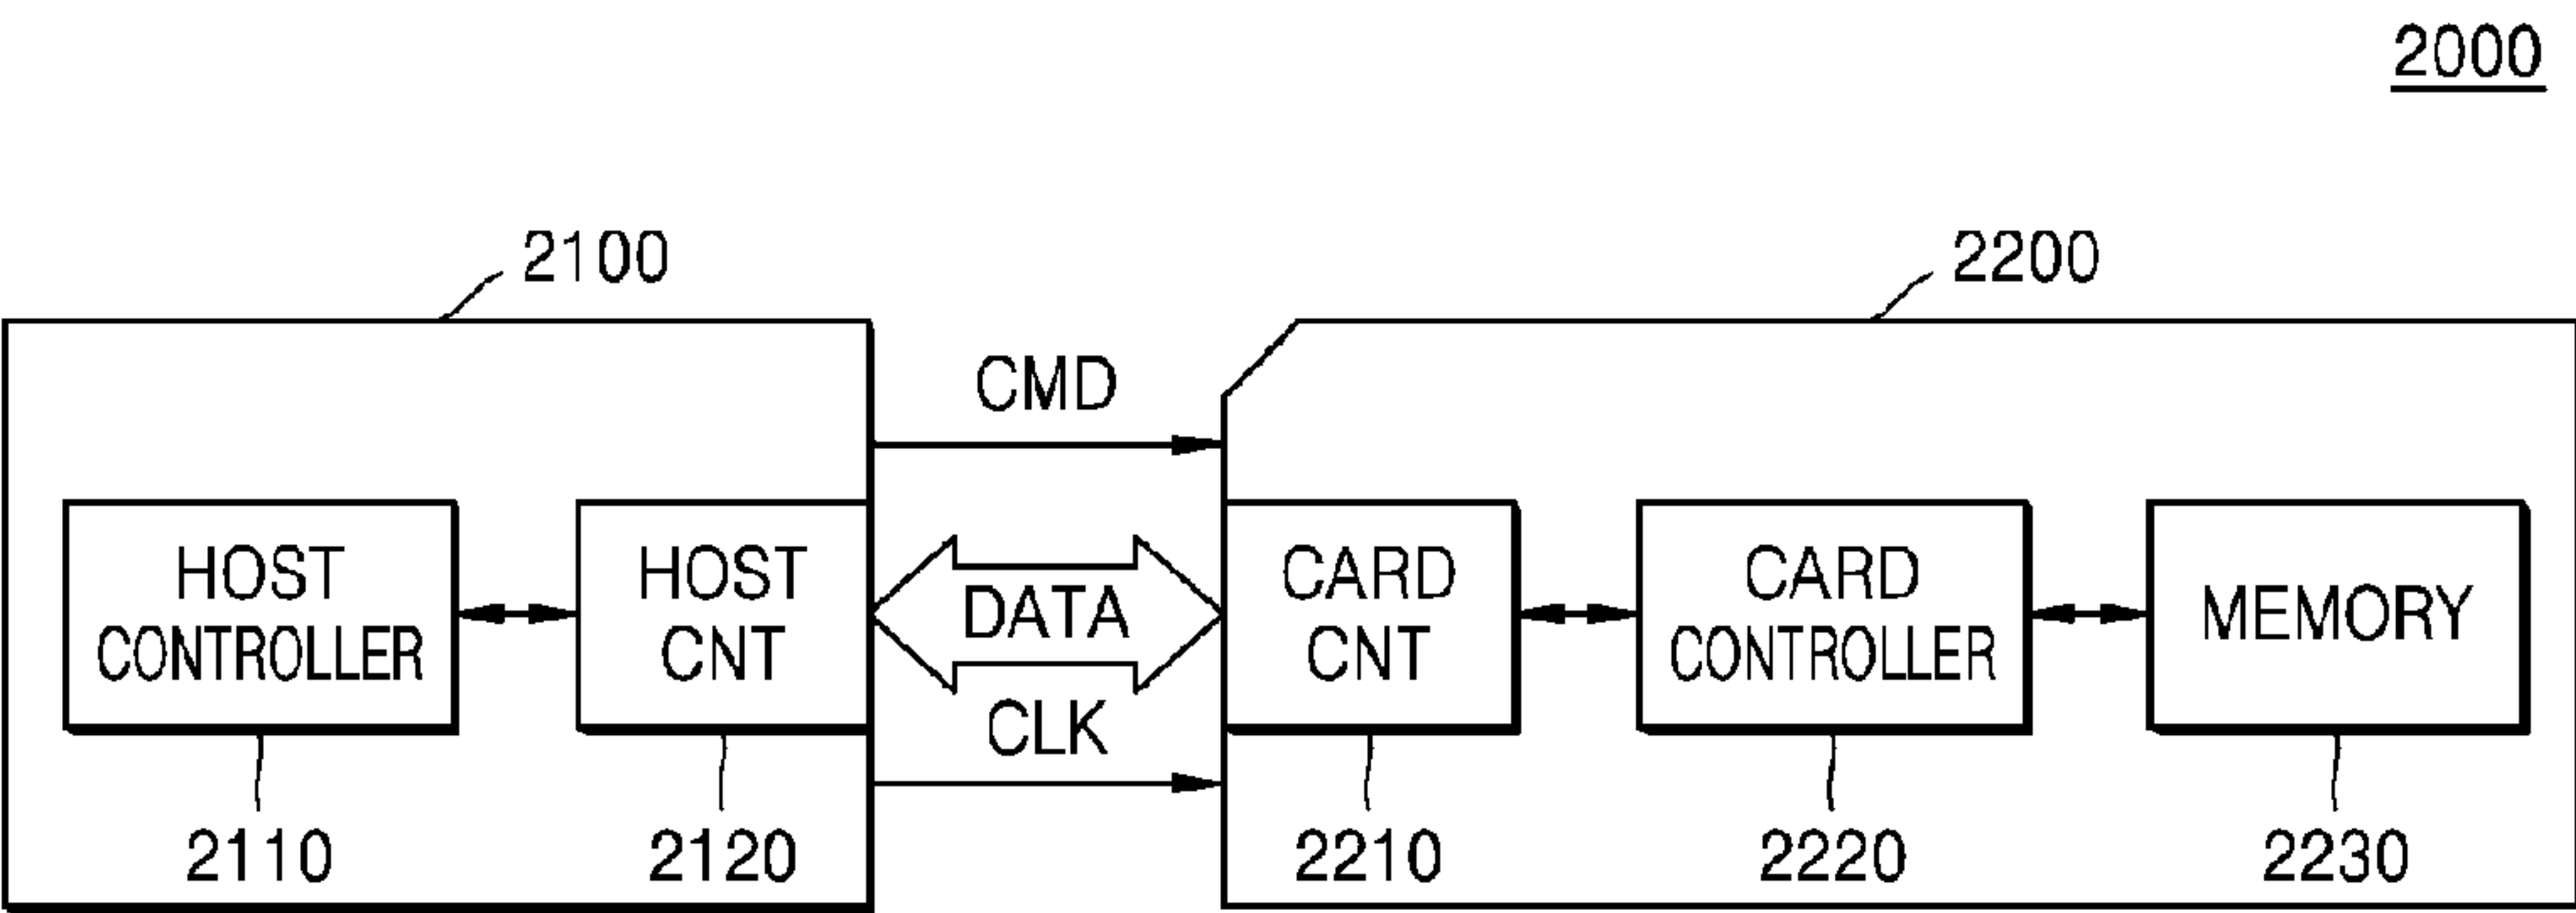 2000
2100
2200
CMD
HOST
CONTROLLER
HOST
CNT
DATA
CARD
CNT
CARD
CONTROLLER
MEMORY
CLK
2110
2120
2210
2220
2230